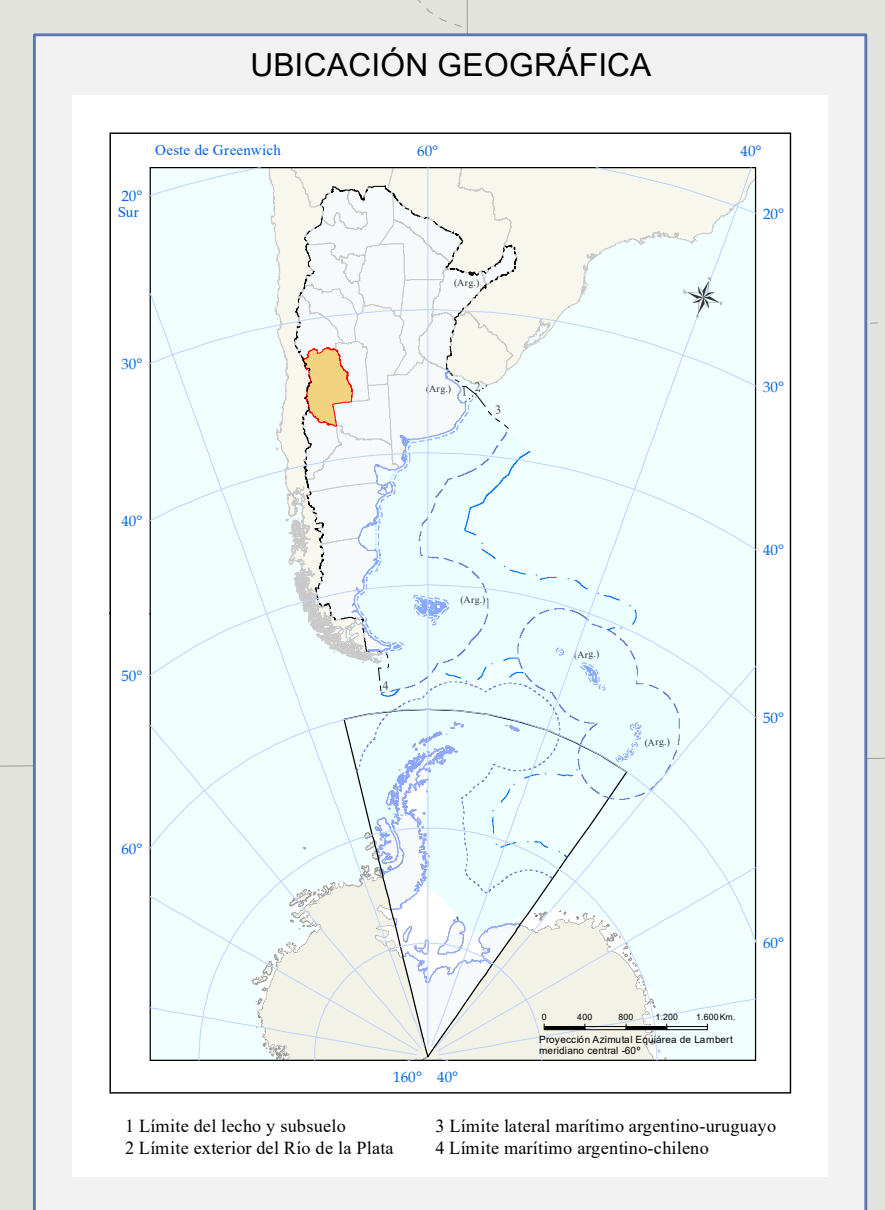 UBICACIÓN GEOGRÁFICA
Oeste de Greenwich
60°
40°
20°
Sur
20°
(Arg.)
30°
30°
(Arg.)
1
2
3
40°
40°
(Arg.)
(Arg.)
50°
4
50°
(Arg.)
60°
60°
0 400 800 1.200 1.600Km.
Proyección Azimutal Equiárea de Lambert
meridiano central -60°
160° 40°
1 Límite del lecho y subsuelo
2 Límite exterior del Río de la Plata
3 Límite lateral marítimo argentino-uruguayo
4 Límite marítimo argentino-chileno